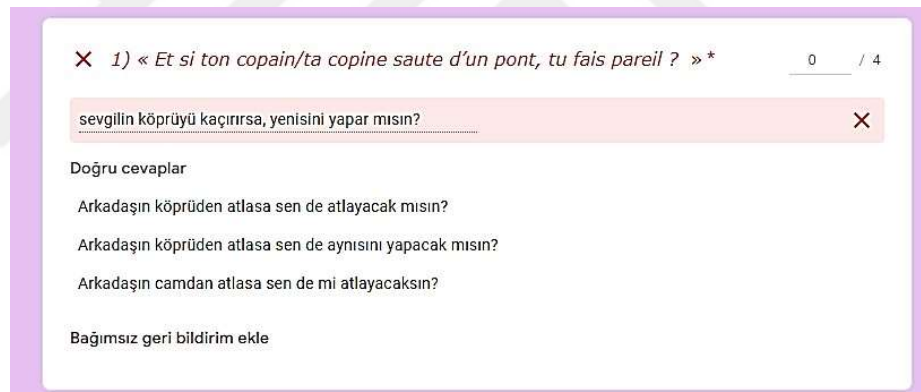 1) « Et si ton copain/ta copine saute d’un pont, tu fais pareil ? » * 0 / 4
sevgilin köprüyü kaçırırsa, yenisini yapar mısın?
Doğru cevaplar
Arkadaşın köprüden atlasa sen de atlayacak mısın?
Arkadaşın köprüden atlasa sen de aynısını yapacak mısın?
Arkadaşın camdan atlasa sen de mi atlayacaksın?
Bağımsız geri bildirim ekle